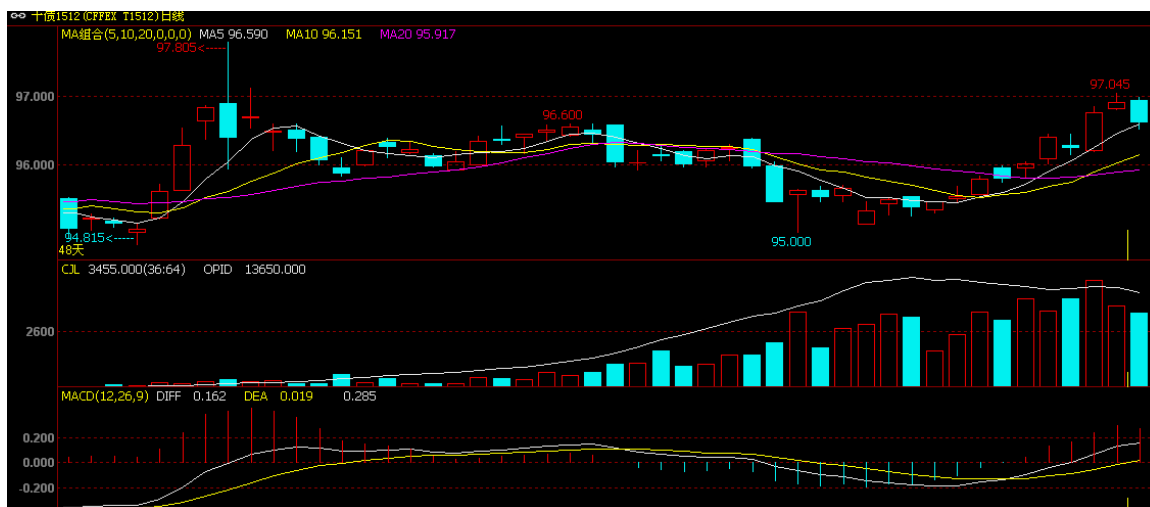 十债1512(CFFEX T1512)日线
MA组合(5,10,20,0,0,0) MA5 96.590 MA10 96.151 MA20 95.917
97.805<-----
97.045
97.000
96.600
96.000
94.815<-----
95.000
48天
CJL 3455.000(36:64) OPID 13650.000
2600
MACD(12,26,9) DIFF 0.162 DEA 0.019 0.285
0.200
0.000
-0.200